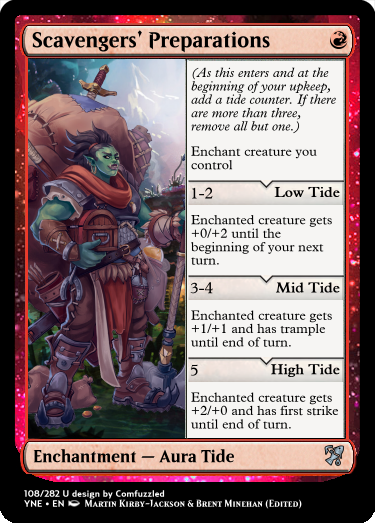 Scavengers' Preparations
(As this enters and at the
beginning of your upkeep,
add a tide counter. If there
are more than three,
remove all but one.)
Enchant creature you
control
1-2 Low Tide
Enchanted creature gets
+0/+2 until the
beginning of your next
turn.
3-4 Mid Tide
Enchanted creature gets
+1/+1 and has trample
until end of turn.
5 High Tide
Enchanted creature gets
+2/+0 and has first strike
until end of turn.
Enchantment — Aura Tide
108/282 U design by Comfuzzled
YNE • EN Martin Kirby-Jackson & Brent Minehan (Edited)